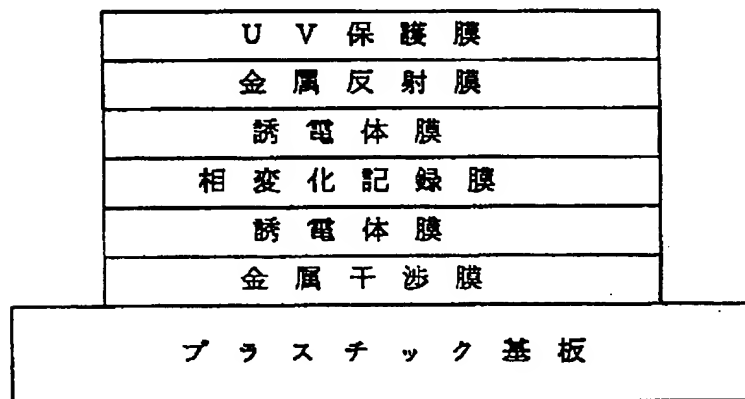 UV保護膜
金属反射膜
誘電体膜
相変化記録膜
誘電体膜
金属干渉膜
プラスチック基板